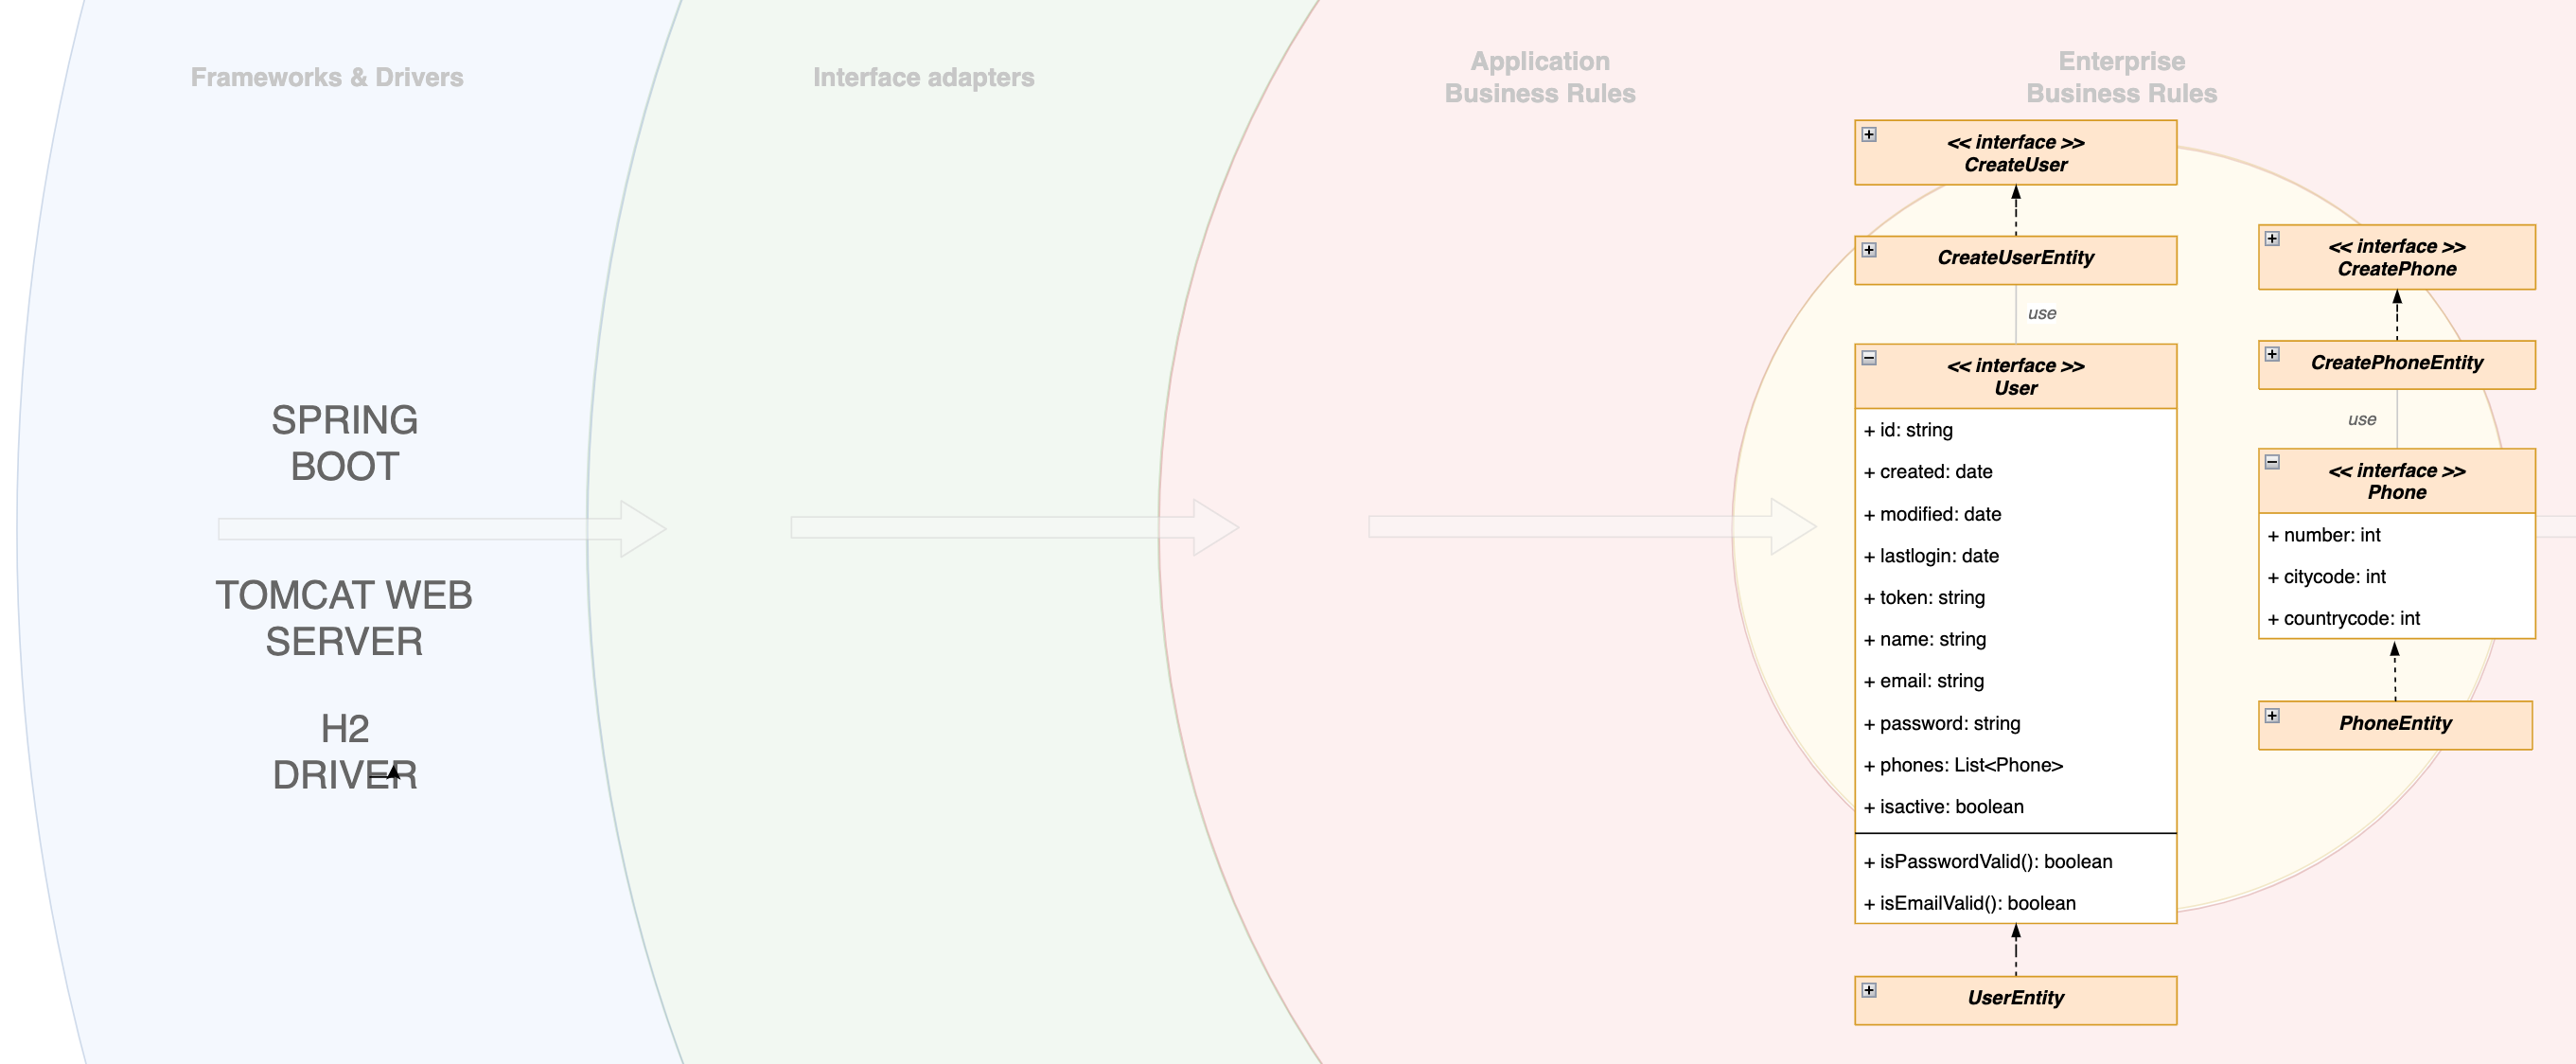 Frameworks & Drivers
Interface adapters
Application
Business Rules
Enterprise
Business Rules
SPRING
BOOT
TOMCAT WEB
SERVER
H2
DRIVER
<< interface >>
CreateUser
CreateUserEntity
use
<< interface >>
User
+ id: string
+ created: date
+ modified: date
+ lastlogin: date
+ token: string
+ name: string
+ email: string
+ password: string
+ phones: List<Phone>
+ isactive: boolean
+ isPasswordValid(): boolean
+ isEmailValid(): boolean
UserEntity
<< interface >>
CreatePhone
CreatePhoneEntity
use
<< interface >>
Phone
+ number: int
+ citycode: int
+ countrycode: int
PhoneEntity